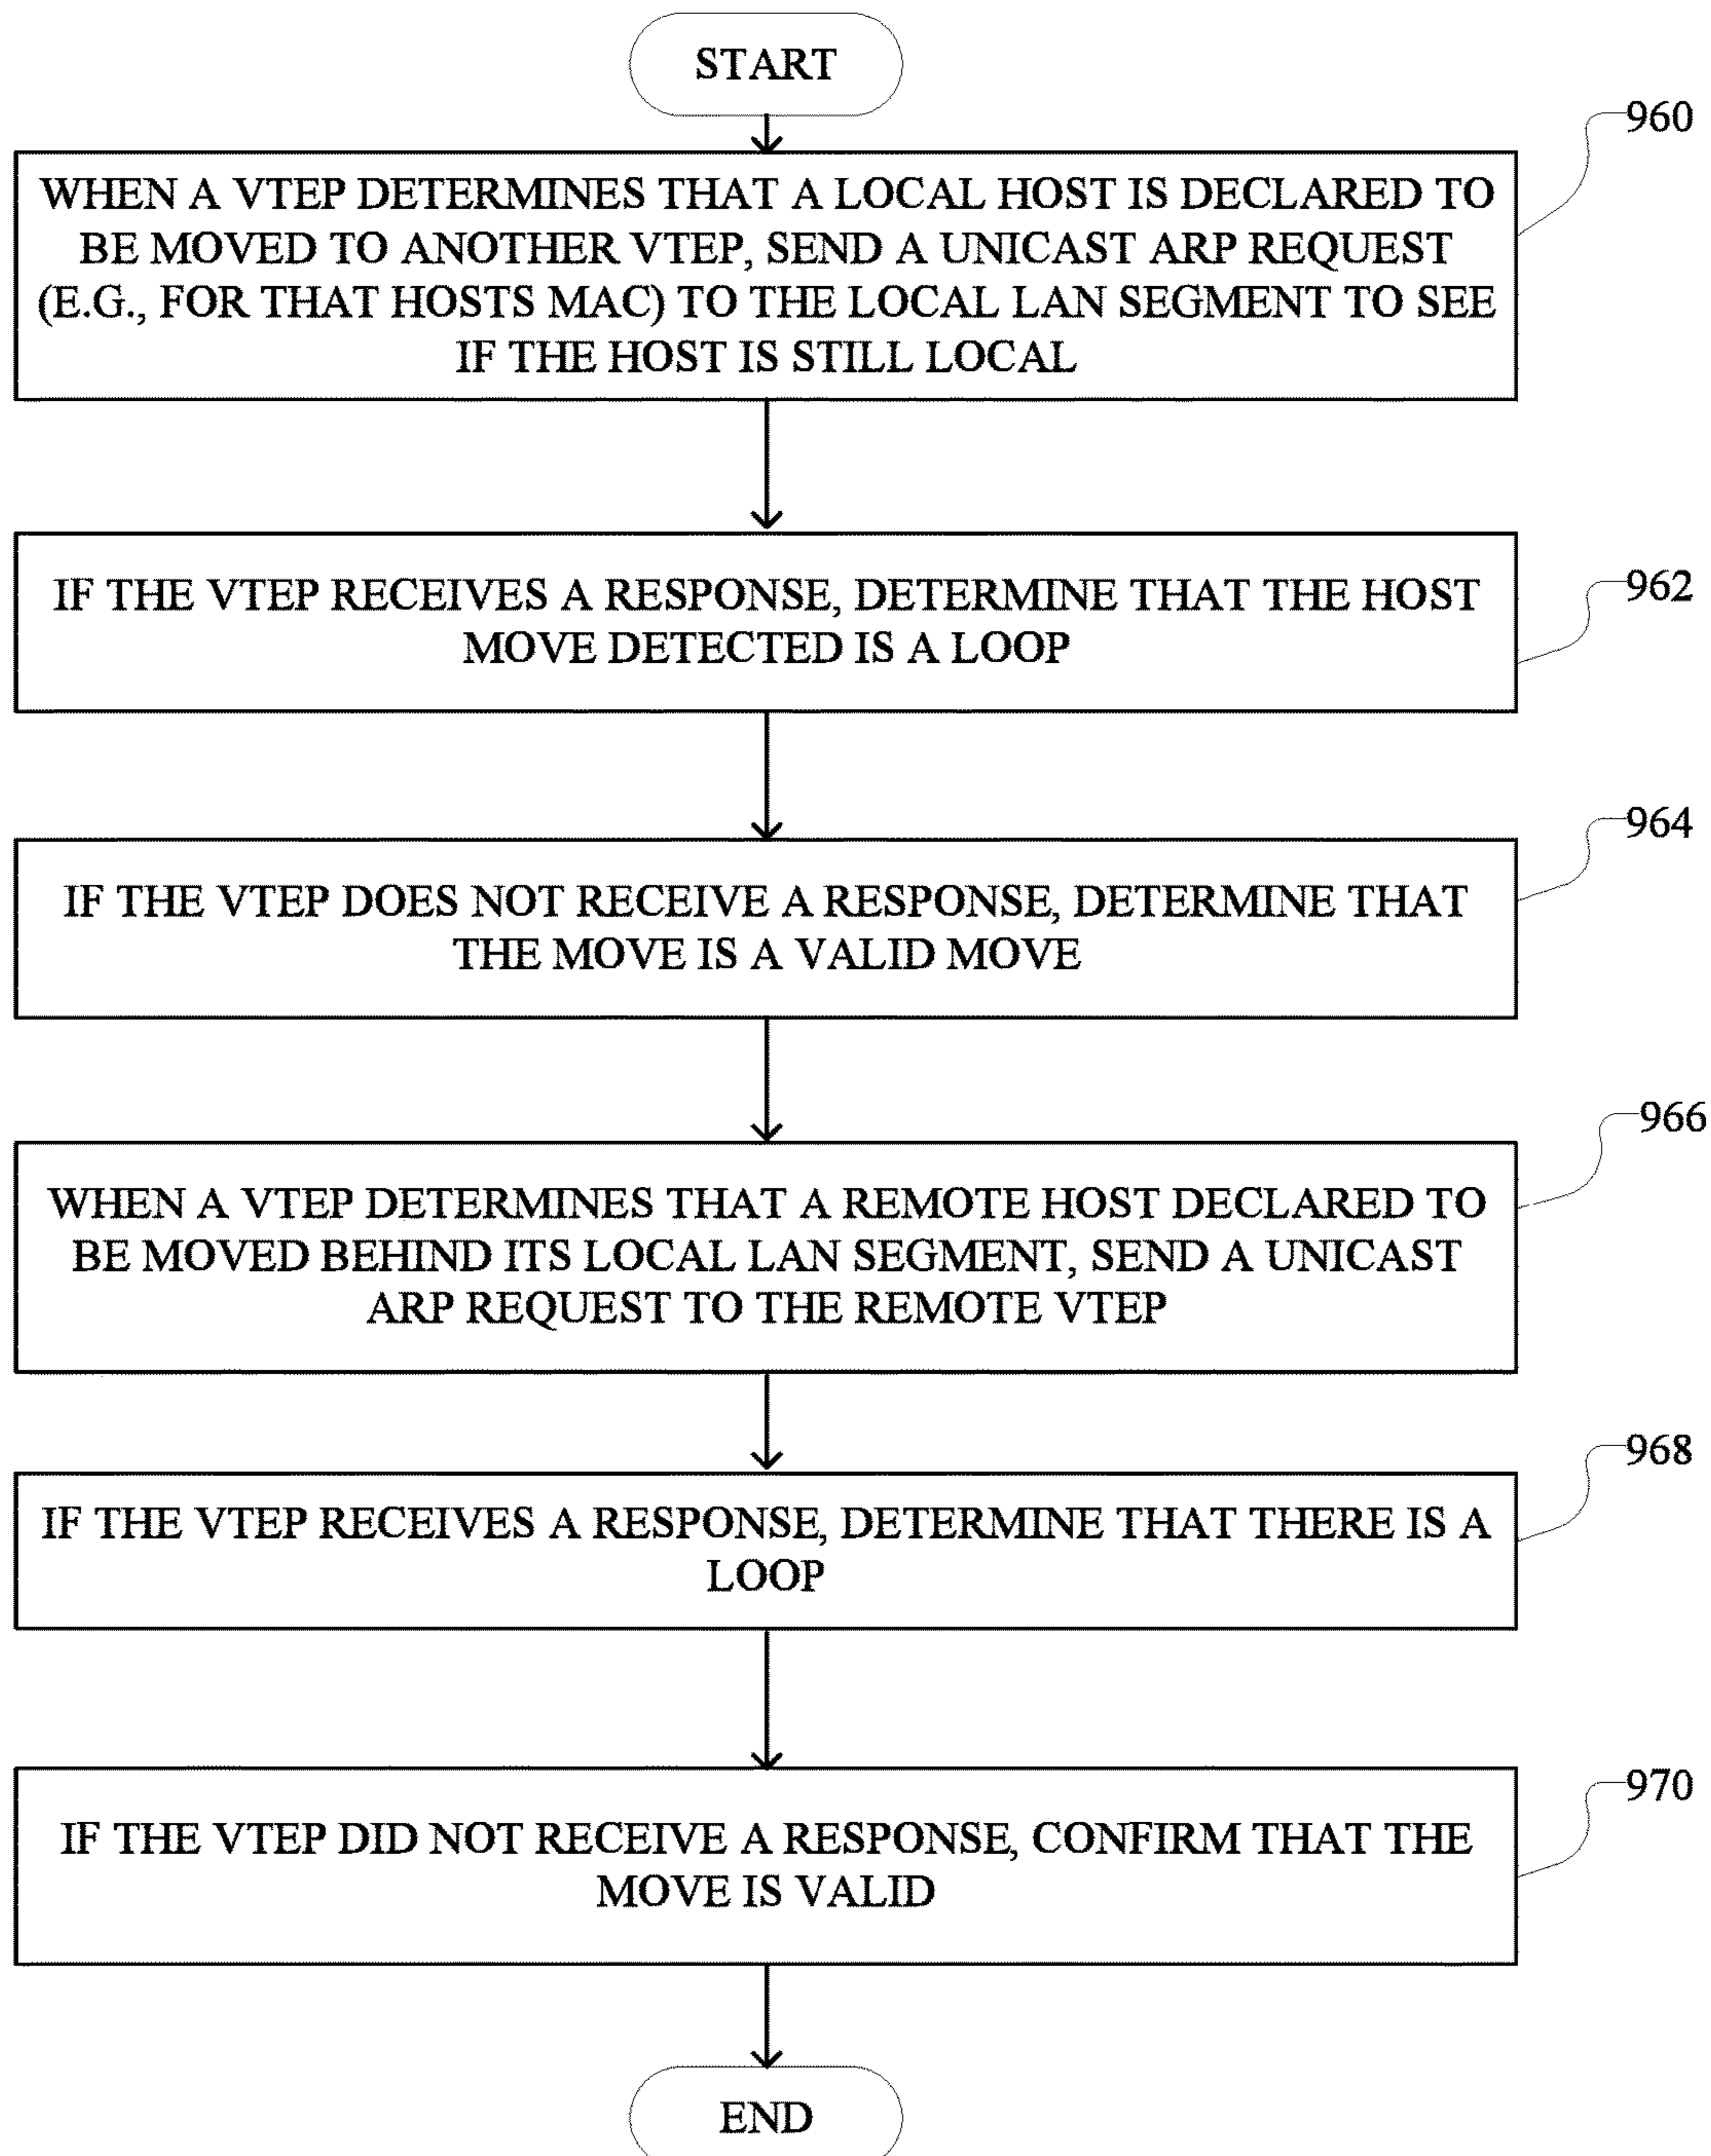 START
960
WHEN A VTEP DETERMINES THAT A LOCAL HOST IS DECLARED TO
BE MOVED TO ANOTHER VTEP, SEND A UNICAST ARP REQUEST
(E.G., FOR THAT HOSTS MAC) TO THE LOCAL LAN SEGMENT TO SEE
IF THE HOST IS STILL LOCAL
962
IF THE VTEP RECEIVES A RESPONSE, DETERMINE THAT THE HOST
MOVE DETECTED IS A LOOP
964
IF THE VTEP DOES NOT RECEIVE A RESPONSE, DETERMINE THAT
THE MOVE IS A VALID MOVE
966
WHEN A VTEP DETERMINES THAT A REMOTE HOST DECLARED TO
BE MOVED BEHIND ITS LOCAL LAN SEGMENT, SEND A UNICAST
ARP REQUEST TO THE REMOTE VTEP
968
IF THE VTEP RECEIVES A RESPONSE, DETERMINE THAT THERE IS A
LOOP
970
IF THE VTEP DID NOT RECEIVE A RESPONSE, CONFIRM THAT THE
MOVE IS VALID
END